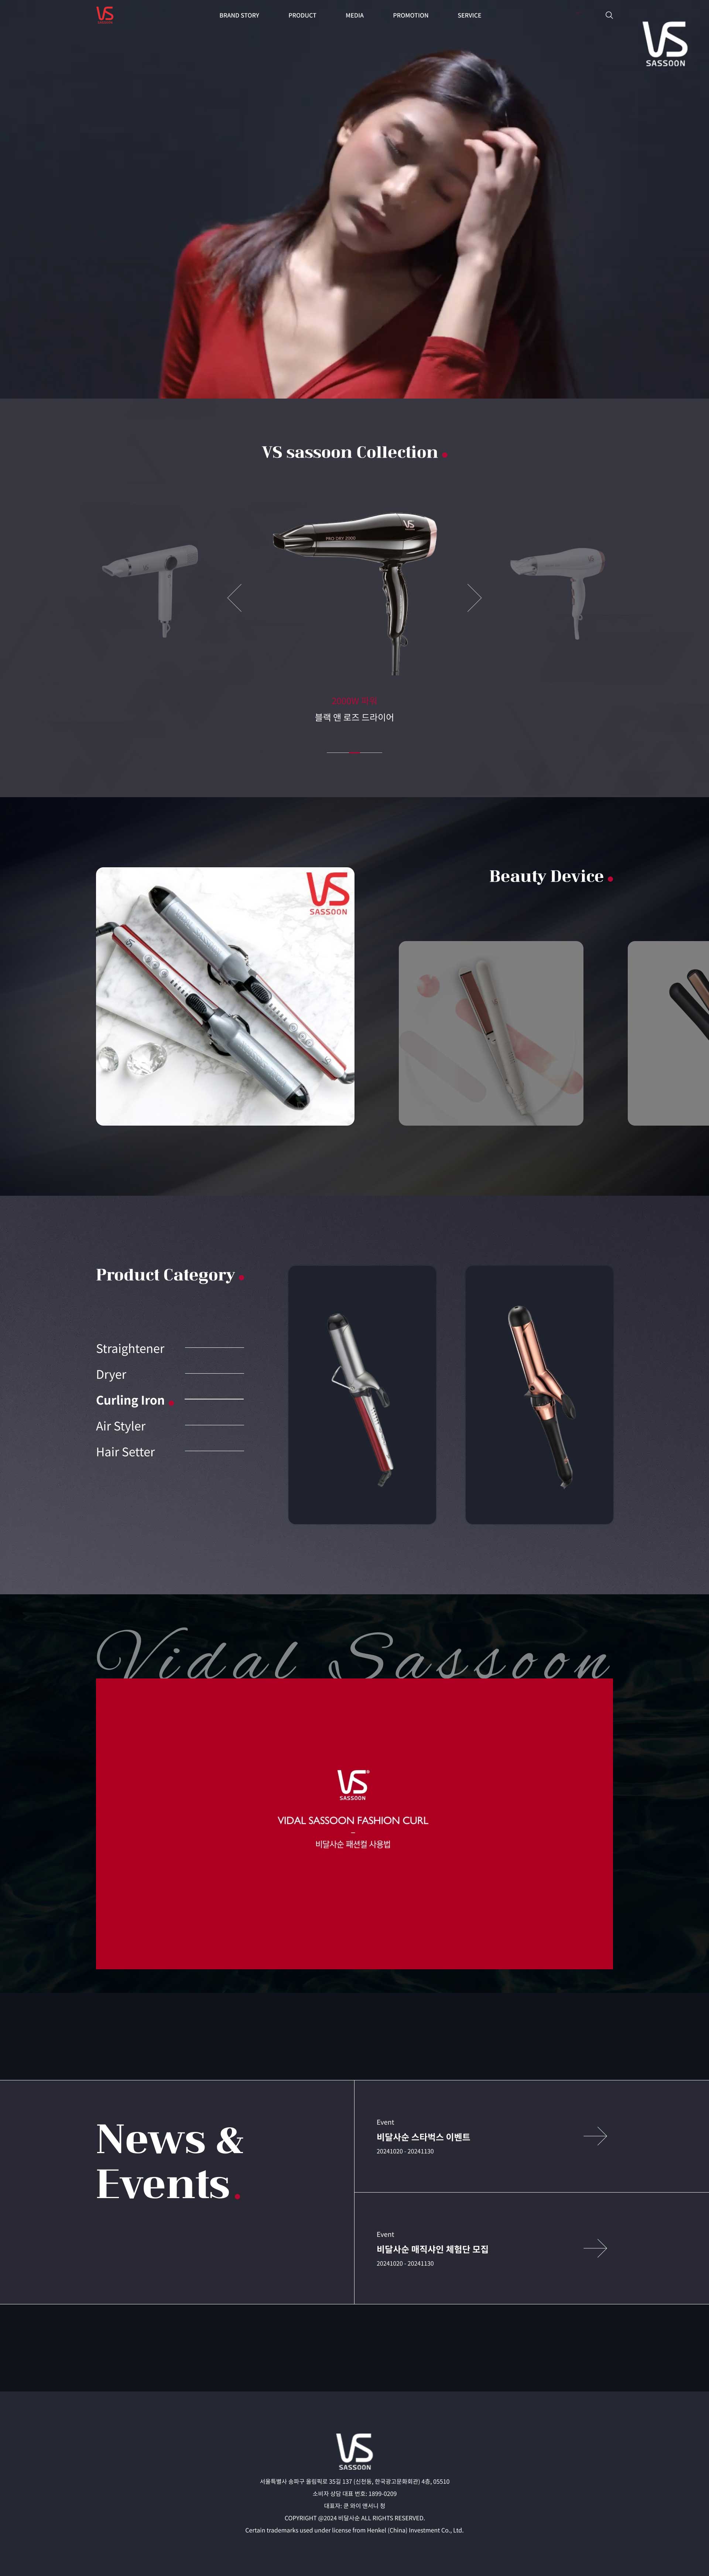 VS
SASSOON
BRAND STORY
PRODUCT
MEDIA
PROMOTION
SERVICE
VS
SASSOON
VS sassoon Collection
VS
PRO DRY 2000
블랙 앤 로즈 드라이어
Beauty Device
VS
SASSOON
Product Category
Straightener
Dryer
Curling Iron
Air Styler
Hair Setter
Vidal Sassoon
VS
SASSOON
VIDAL SASSOON FASHION CURL
비달사순 패션컬 사용법
News &
Events
Event
비달사순 스타벅스 이벤트
20241020 - 20241130
Event
비달사순 매직샤인 체험단 모집
20241020 - 20241130
VS
SASSOON
서울특별사 송파구 올림픽로 35길 137 (신천동, 한국광고문화회관) 4층, 05510
소비자 상담 대표 번호: 1899-0209
대표자: 쿤 와이 앤서니 청
COPYRIGHT @2024 비달사순 ALL RIGHTS RESERVED.
Certain trademarks used under license from Henkel (China) Investment Co., Ltd.